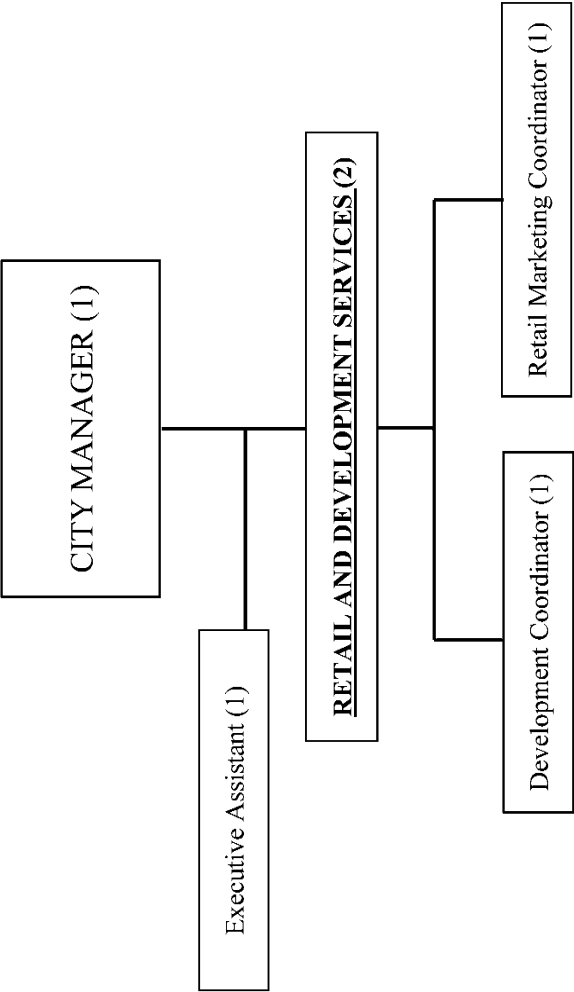 CITY MANAGER (1)
Executive Assistant (1)
RETAIL AND DEVELOPMENT SERVICES (2)
Development Coordinator (1)
Retail Marketing Coordinator (1)